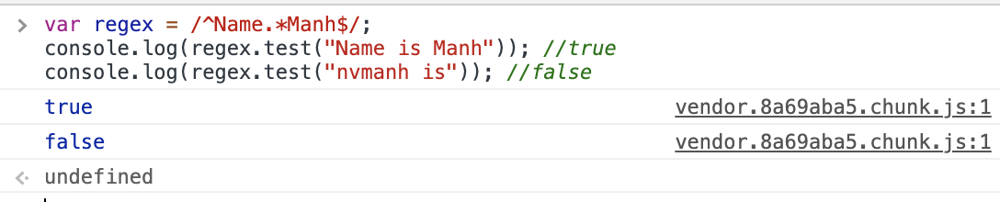 > var regex = /^Name.*Manh$/;
console.log(regex.test("Name is Manh")); //true
console.log(regex.test("nvmanh is")); //false
true vendor.8a69aba5.chunk.js:1
false vendor.8a69aba5.chunk.js:1
undefined